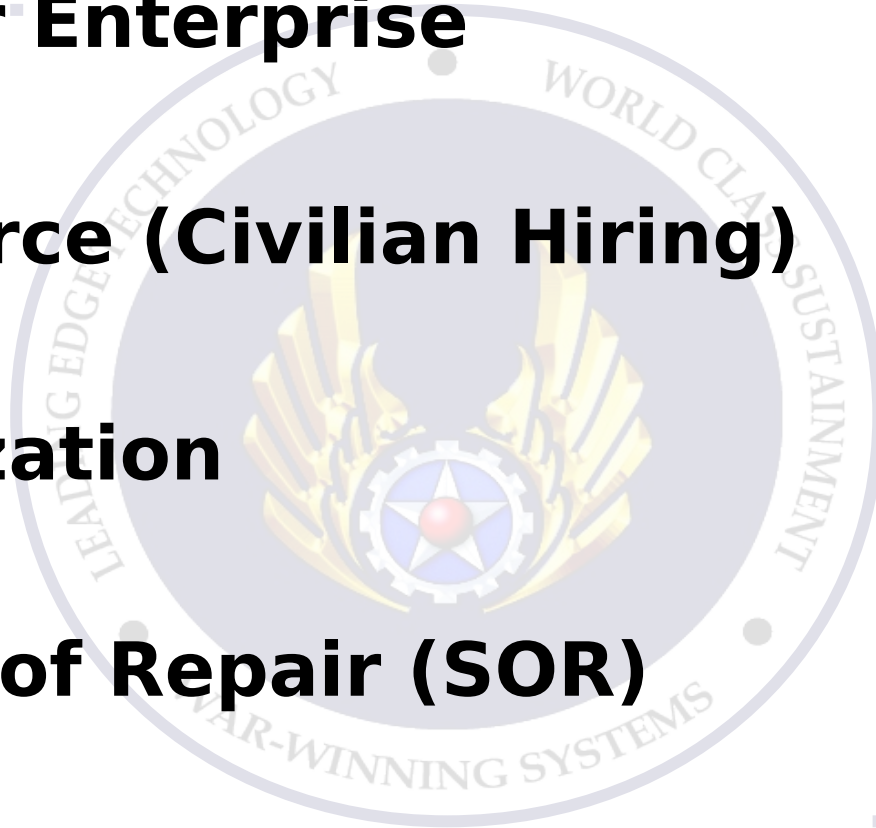 r Enterprise
rce (Civilian Hiring)
zation
of Repair (SOR)
LEADING EDGE TECHNOLOGY
WORLD CLASS SUSTAINMENT
WAR-WINNING SYSTEMS